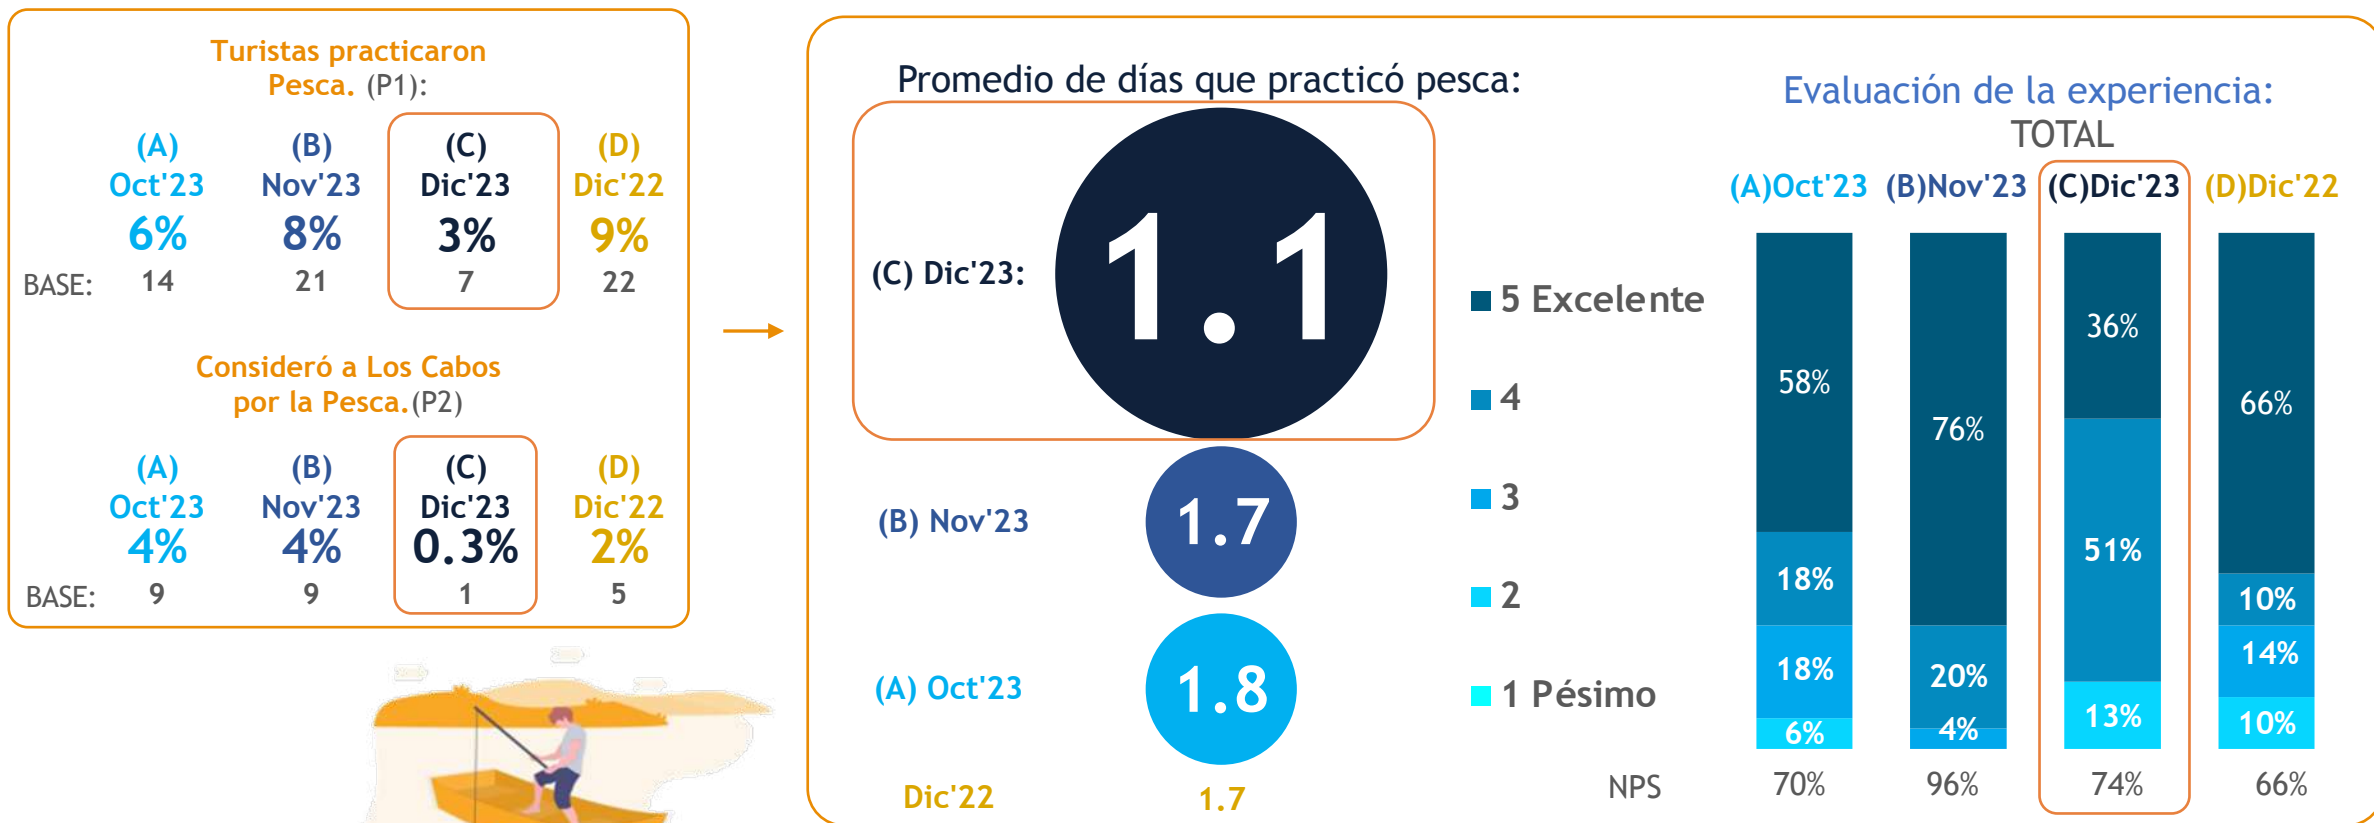 Turistas practicaron
Pesca. (P1):
(A) (B) (C) (D)
Oct'23 Nov'23 Dic'23 Dic'22
6% 8% 3% 9%
BASE: 14 21 7 22
Consideró a Los Cabos
por la Pesca.(P2)
(A) (B) (C) (D)
Oct'23 Nov'23 Dic'23 Dic'22
4% 4% 0.3% 2%
BASE: 9 9 1 5
Promedio de días que practicó pesca:
(C) Dic'23: 1.1
(B) Nov'23 1.7
(A) Oct'23 1.8
Dic'22 1.7
Evaluación de la experiencia:
TOTAL
(A)Oct'23 (B)Nov'23 (C)Dic'23 (D)Dic'22
5 Excelente
4
3
2
1 Pésimo
58% 76% 36% 66%
18% 20% 51% 10%
18% 4% 13% 14%
6% 10%
NPS 70% 96% 74% 66%